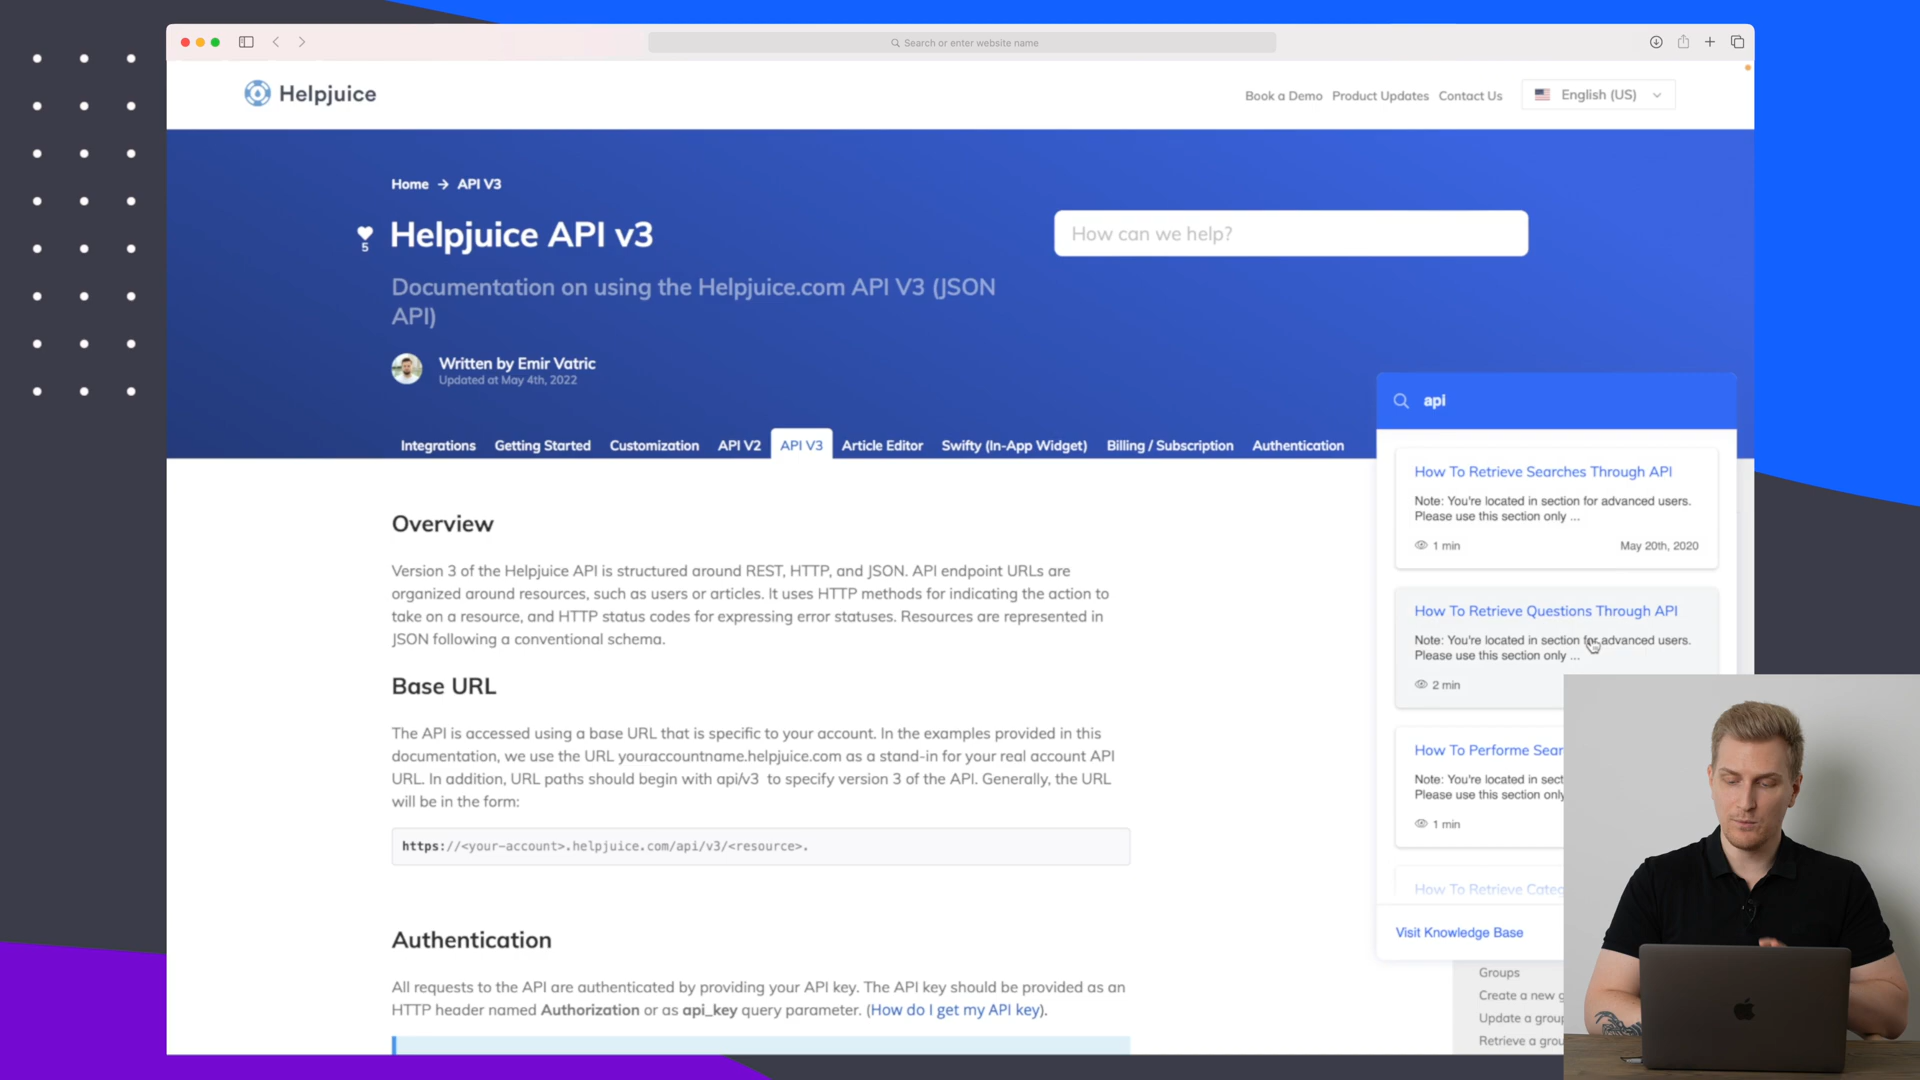 Search or enter website name
Helpjuice
Book a Demo
Product Updates
Contact Us
English (US)
Home → API V3
Helpjuice API v3
5
How can we help?
Documentation on using the Helpjuice.com API V3 (JSON
API)
Written by Emir Vatric
Updated at May 4th, 2022
Integrations
Getting Started
Customization
API V2
API V3
Article Editor
Swifty (In-App Widget)
Billing / Subscription
Authentication
Overview
Version 3 of the Helpjuice API is structured around REST, HTTP, and JSON. API endpoint URLs are
organized around resources, such as users or articles. It uses HTTP methods for indicating the action to
take on a resource, and HTTP status codes for expressing error statuses. Resources are represented in
JSON following a conventional schema.
Base URL
The API is accessed using a base URL that is specific to your account. In the examples provided in this
documentation, we use the URL youraccountname.helpjuice.com as a stand-in for your real account API
URL. In addition, URL paths should begin with api/v3 to specify version 3 of the API. Generally, the URL
will be in the form:
https://<your-account>.helpjuice.com/api/v3/<resource>.
Authentication
All requests to the API are authenticated by providing your API key. The API key should be provided as an
HTTP header named Authorization or as api_key query parameter. (How do I get my API key).
api
How To Retrieve Searches Through API
Note: You're located in section for advanced users.
Please use this section only ...
1 min
May 20th, 2020
How To Retrieve Questions Through API
Note: You're located in section for advanced users.
Please use this section only ...
2 min
How To Performe Sear
Note: You're located in sect
Please use this section only
1 min
How To Retrieve Categ
Visit Knowledge Base
Groups
Create a new g
Update a group
Retrieve a grou